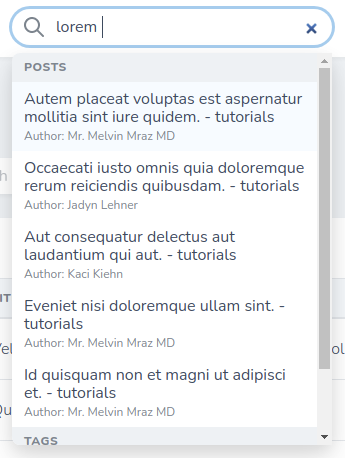 lorem
POSTS
Autem placeat voluptas est aspernatur
mollitia sint iure quidem. - tutorials
Author: Mr. Melvin Mraz MD
Occaecati iusto omnis quia doloremque
rerum reiciendis quibusdam. - tutorials
Author: Jadyn Lehner
Aut consequatur delectus aut
laudantium qui aut. - tutorials
Author: Kaci Kiehn
Eveniet nisi doloremque ullam sint. -
tutorials
Author: Mr. Melvin Mraz MD
Id quisquam non et magni ut adipisci
et. - tutorials
Author: Mr. Melvin Mraz MD
TAGS